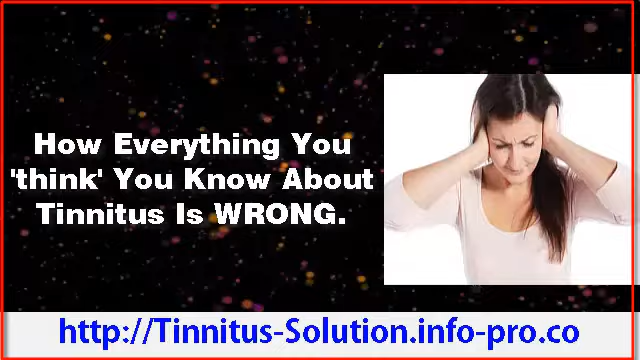 How Everything You
'think' You Know About
Tinnitus Is WRONG.
http://Tinnitus-Solution.info-pro.co